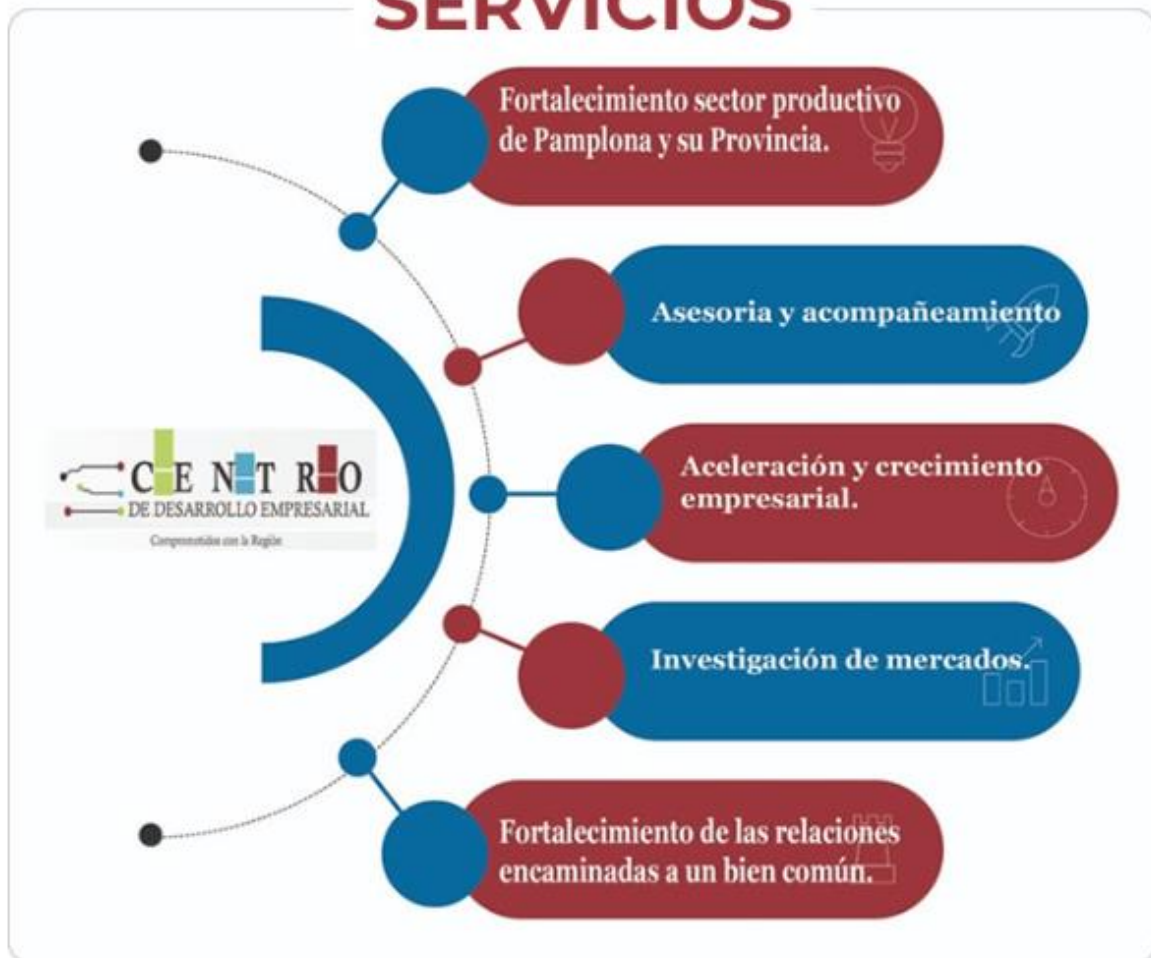 SERVICIOS
Fortalecimiento sector productivo
de Pamplona y su Provincia.
Asesoria y acompañeamiento
Aceleración y crecimiento
empresarial.
CENTRO
DE DESARROLLO EMPRESARIAL
Comprometidos con la Región
Investigación de mercados.
Fortalecimiento de las relaciones
encaminadas a un bien común.